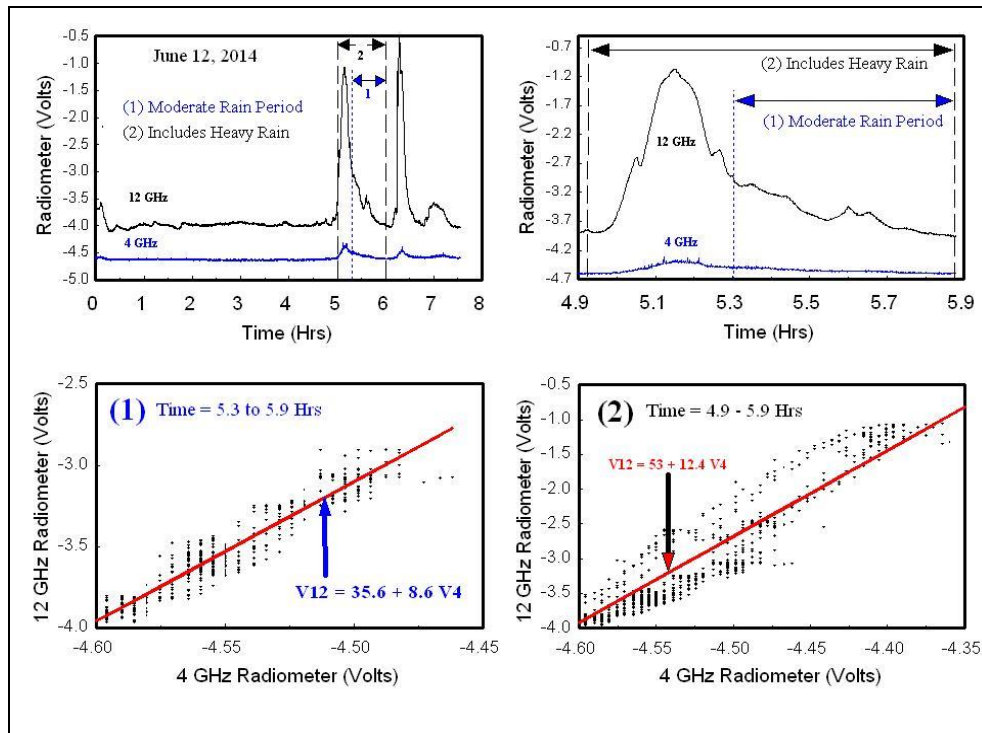 June 12, 2014
2
1
(1) Moderate Rain Period
(2) Includes Heavy Rain
12 GHz
4 GHz
Radiometer (Volts)
-0.5
-1.0
-1.5
-2.0
-2.5
-3.0
-3.5
-4.0
-4.5
-5.0
0 1 2 3 4 5 6 7 8
Time (Hrs)
(2) Includes Heavy Rain
(1) Moderate Rain Period
12 GHz
4 GHz
Radiometer (Volts)
-0.7
-1.2
-1.7
-2.2
-2.7
-3.2
-3.7
-4.2
-4.7
4.9 5.1 5.3 5.5 5.7 5.9
Time (Hrs)
(1) Time = 5.3 to 5.9 Hrs
V12 = 35.6 + 8.6 V4
12 GHz Radiometer (Volts)
-2.5
-3.0
-3.5
-4.0
-4.60 -4.55 -4.50 -4.45
4 GHz Radiometer (Volts)
(2) Time = 4.9 - 5.9 Hrs
V12 = 53 + 12.4 V4
12 GHz Radiometer (Volts)
-0.5
-1.0
-1.5
-2.0
-2.5
-3.0
-3.5
-4.0
-4.60 -4.55 -4.50 -4.45 -4.40 -4.35
4 GHz Radiometer (Volts)